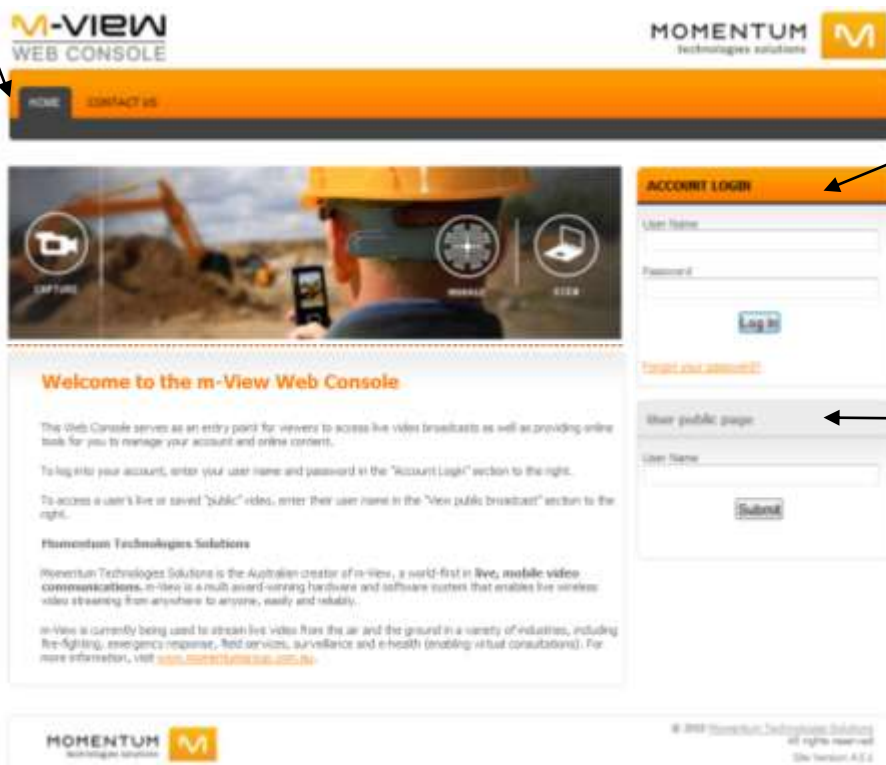 M-VIEW
WEB CONSOLE
MOMENTUM
technologies solutions
HOME
CONTACT US
CAPTURE
MANAGE
VIEW
ACCOUNT LOGIN
User Name
Password
Log In
Forgot your password?
Welcome to the m-View Web Console
This Web Console serves as an entry point for viewers to access live video broadcasts as well as providing online
tools for you to manage your account and online content.
To log into your account, enter your user name and password in the "Account Login" section to the right.
To access a user's live or saved "public" video, enter their user name in the "View public broadcast" section to the
right.
Momentum Technologies Solutions
Momentum Technologies Solutions is the Australian creator of m-View, a world-first in live, mobile video
communications. m-View is a multi award-winning hardware and software system that enables live wireless
video streaming from anywhere to anyone, easily and reliably.
m-View is currently being used to stream live video from the air and the ground in a variety of industries, including
fire-fighting, emergency response, field services, surveillance and e-health (enabling virtual consultations). For
more information, visit www.momentumgroup.com.au.
User public page
User Name
Submit
MOMENTUM
technologies solutions
© Momentum Technologies Solutions
All rights reserved
Site Version